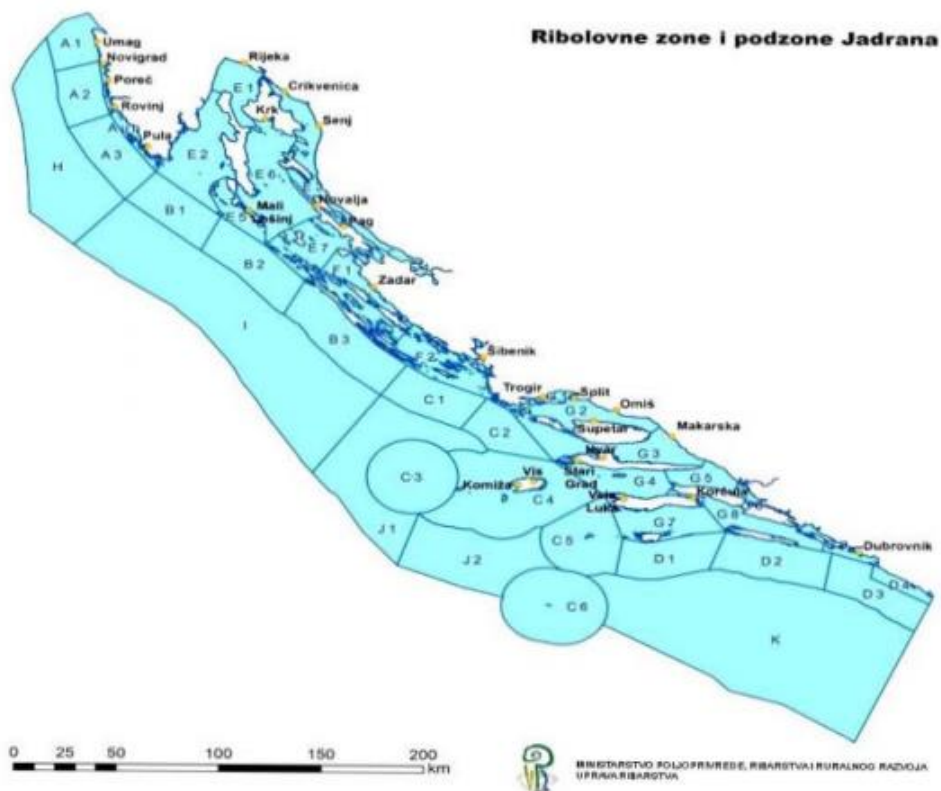 Ribolovne zone i podzone Jadrana
A 1
Umag
Novigrad
Poreč
A 2
Rovinj
Pula
A 3
H
Rijeka
E 1
Crikvenica
Krk
Senj
E 2
E 6
Novalja
Mali
Lošinj
E 5
Pag
E 7
B 1
B 2
F 1
Zadar
I
B 3
F 2
Šibenik
C 1
Trogir
Split
G 2
Omiš
Supetar
Makarska
C 2
Hvar
G 3
Stari
Grad
C 3
Vis
Komiža
C 4
G 4
G 5
Vela
Luka
Korčula
G 8
G 7
J 1
J 2
C 5
D 1
D 2
Dubrovnik
D 4
D 3
C 6
K
0 25 50 100 150 200
km
MINISTARSTVO POLJOPRIVREDE, RIBARSTVA I RURALNOG RAZVOJA
UPRAVA RIBARSTVA